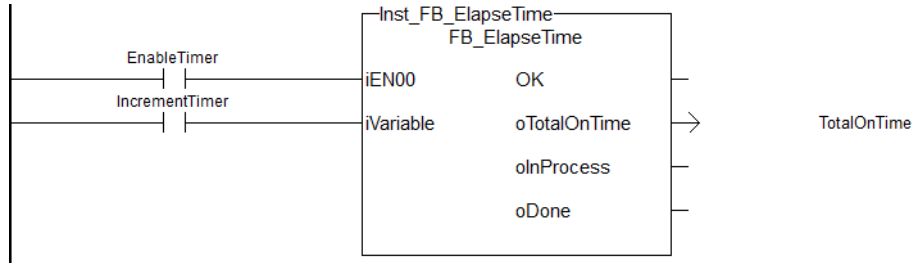 Inst_FB_ElapseTime
FB_ElapseTime
EnableTimer
iEN00 OK
IncrementTimer
iVariable oTotalOnTime TotalOnTime
oInProcess
oDone